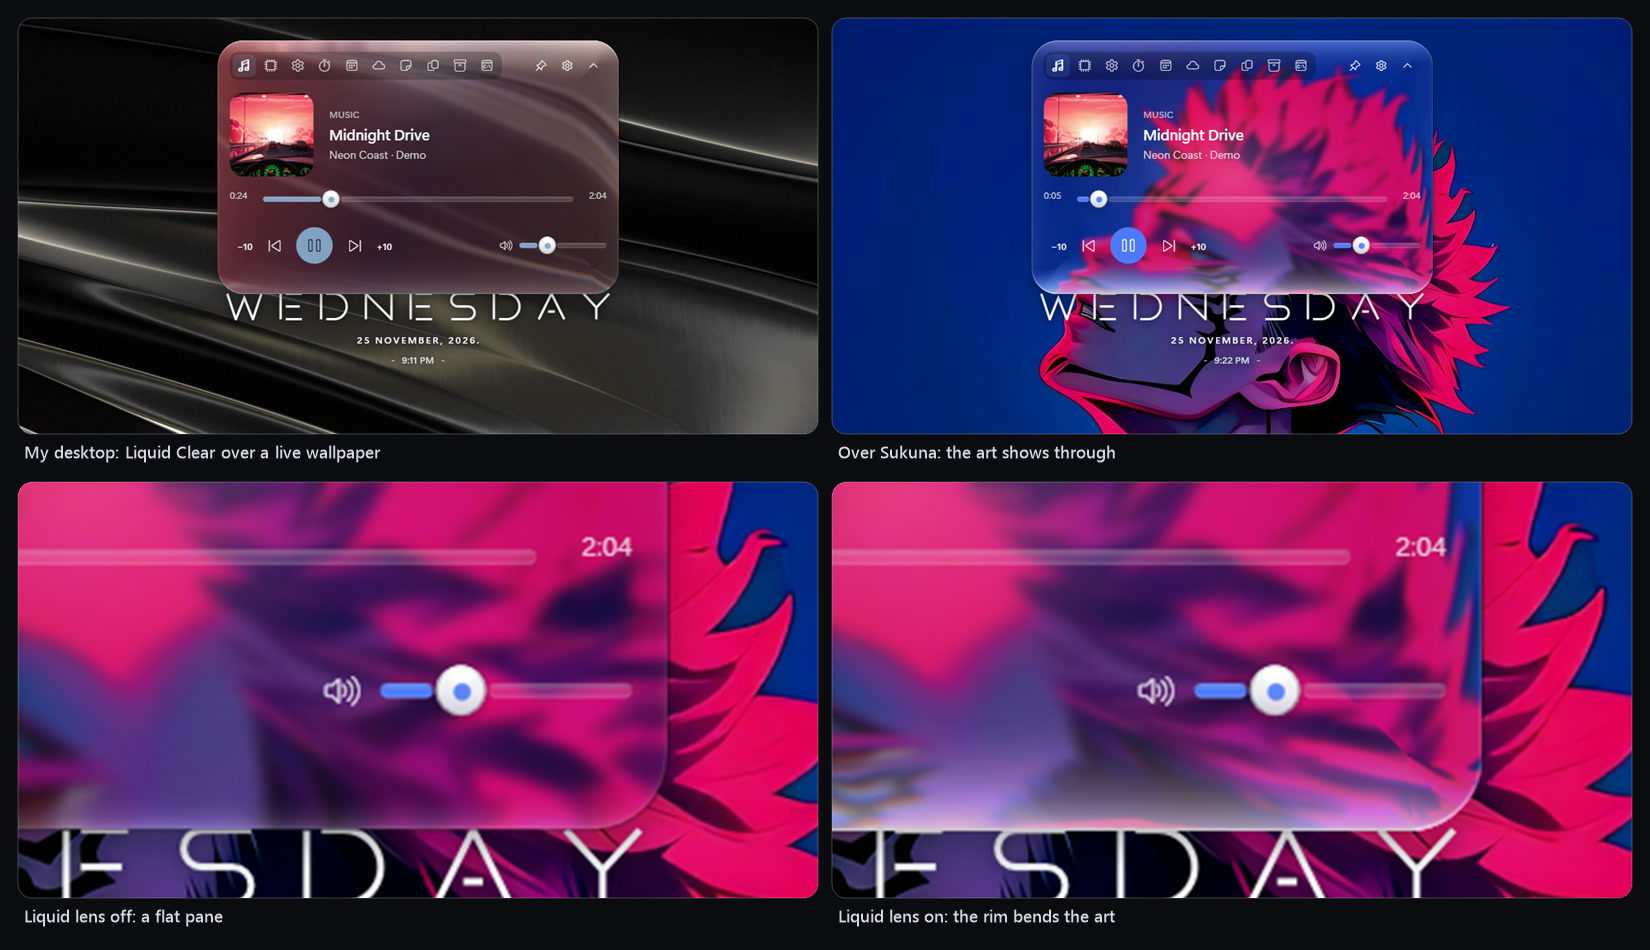 MUSIC
Midnight Drive
Neon Coast · Demo
0:24
2:04
−10
+10
WEDNESDAY
25 NOVEMBER, 2026.
- 9:11 PM -
My desktop: Liquid Clear over a live wallpaper
MUSIC
Midnight Drive
Neon Coast · Demo
0:05
2:04
−10
+10
WEDNESDAY
25 NOVEMBER, 2026.
- 9:22 PM -
Over Sukuna: the art shows through
2:04
ESDAY
Liquid lens off: a flat pane
2:04
ESDAY
Liquid lens on: the rim bends the art